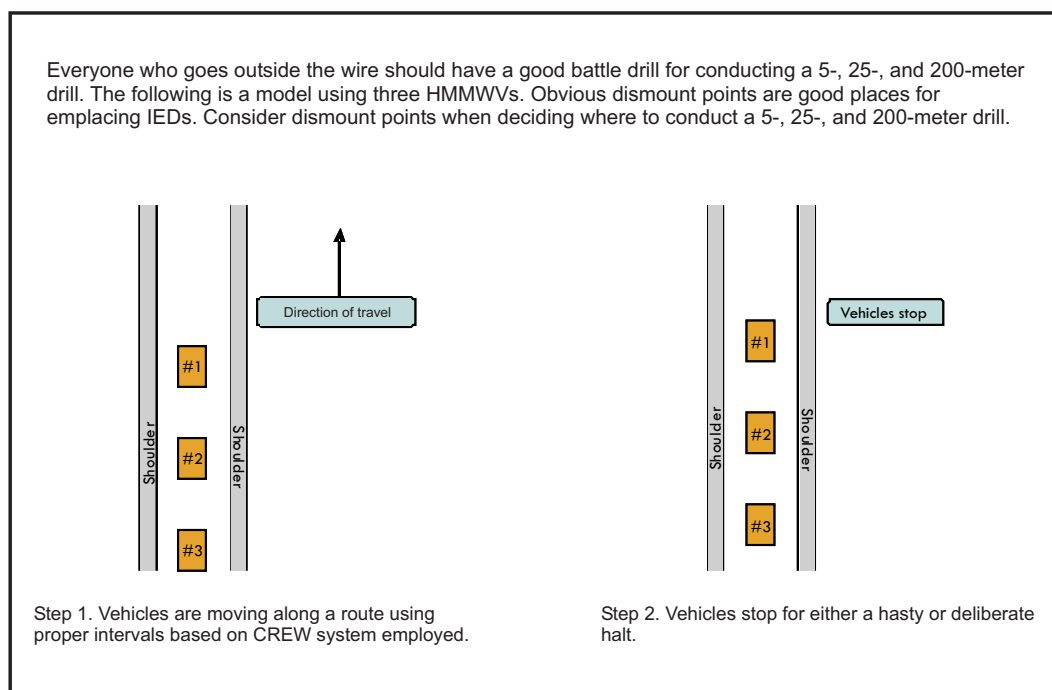 Everyone who goes outside the wire should have a good battle drill for conducting a 5-, 25-, and 200-meter
drill. The following is a model using three HMMWVs. Obvious dismount points are good places for
emplacing IEDs. Consider dismount points when deciding where to conduct a 5-, 25-, and 200-meter drill.
Direction of travel
#1
#2
#3
Shoulder
Shoulder
Step 1. Vehicles are moving along a route using
proper intervals based on CREW system employed.
Vehicles stop
#1
#2
#3
Shoulder
Shoulder
Step 2. Vehicles stop for either a hasty or deliberate
halt.